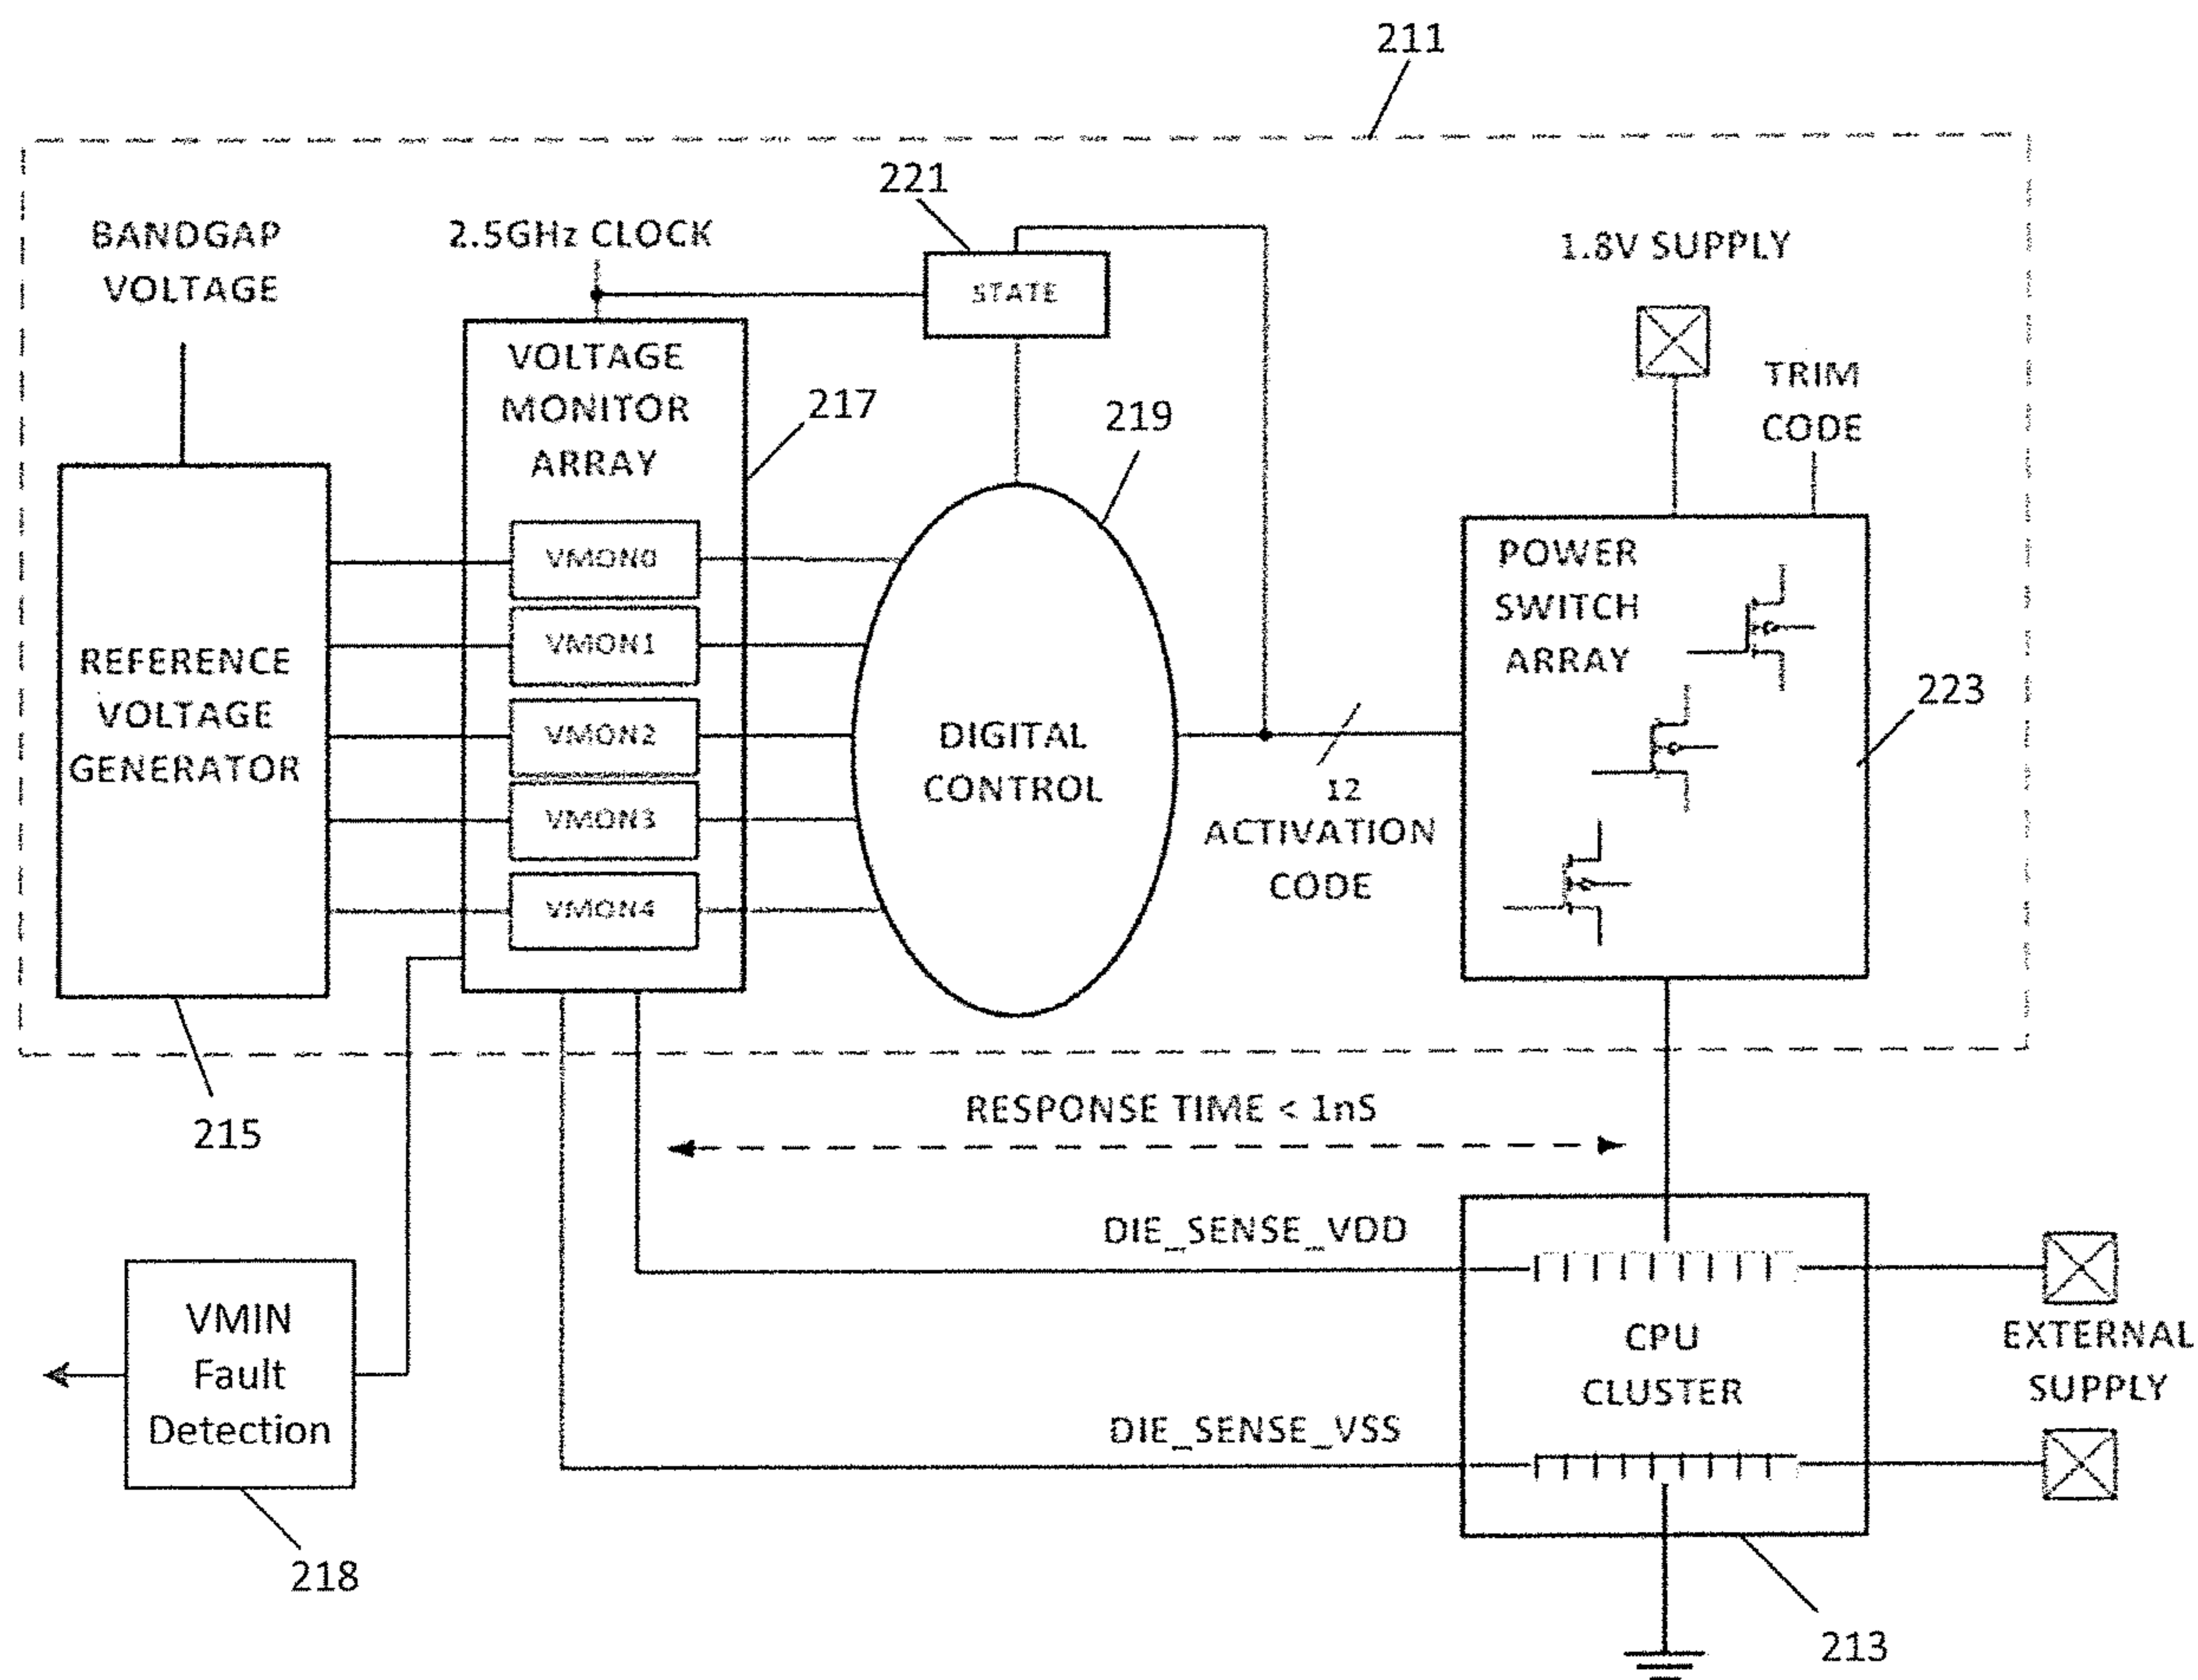 211
221
BANDGAP
VOLTAGE
2.5GHz CLOCK
1.8V SUPPLY
STATE
VOLTAGE
MONITOR
ARRAY
217
219
TRIM
CODE
POWER
SWITCH
ARRAY
VMON0
VMON1
VMON2
VMON3
VMON4
REFERENCE
VOLTAGE
GENERATOR
DIGITAL
CONTROL
223
12
ACTIVATION
CODE
RESPONSE TIME < 1nS
215
DIE_SENSE_VDD
VMIN
Fault
Detection
CPU
CLUSTER
EXTERNAL
SUPPLY
DIE_SENSE_VSS
218
213